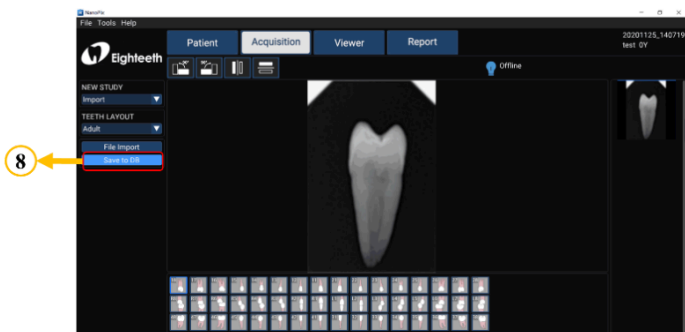 NanoPix
File Tools Help
Eighteeth
Patient
Acquisition
Viewer
Report
20201125_140719
test 0Y
Offline
NEW STUDY
Import
TEETH LAYOUT
Adult
File Import
Save to DB
8